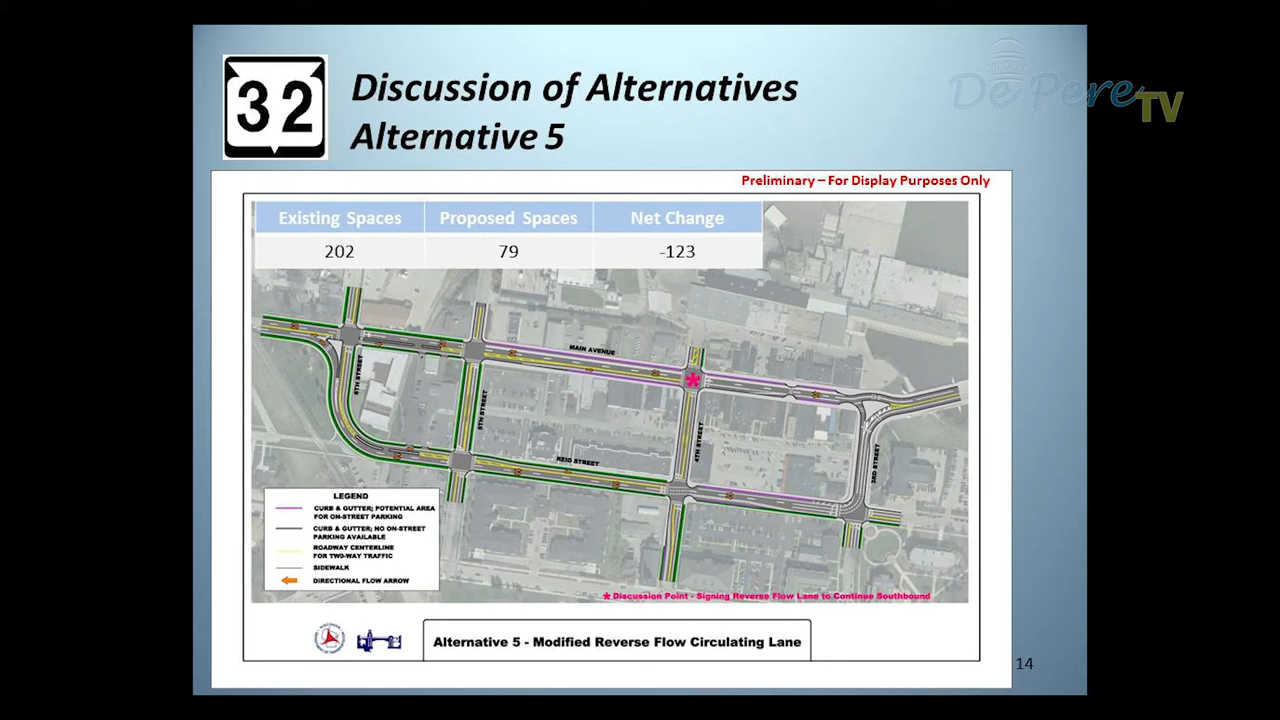 32
Discussion of Alternatives
Alternative 5
De Pere TV
Preliminary – For Display Purposes Only
Existing Spaces Proposed Spaces Net Change
202 79 -123
MAIN AVENUE
6TH STREET
5TH STREET
4TH STREET
3RD STREET
REID STREET
LEGEND
CURB & GUTTER; POTENTIAL AREA
FOR ON-STREET PARKING
CURB & GUTTER; NO ON-STREET
PARKING AVAILABLE
ROADWAY CENTERLINE
FOR TWO-WAY TRAFFIC
SIDEWALK
DIRECTIONAL FLOW ARROW
* Discussion Point - Signing Reverse Flow Lane to Continue Southbound
Alternative 5 - Modified Reverse Flow Circulating Lane
14